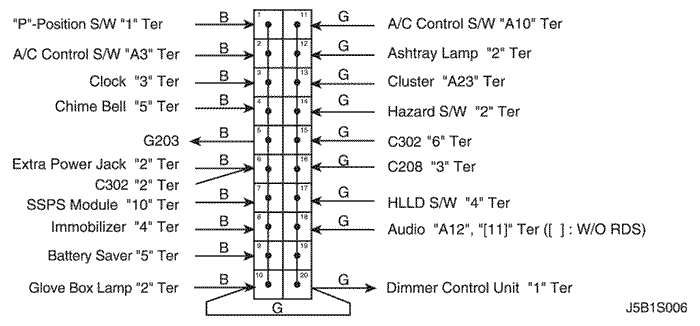 "P"-Position S/W "1" Ter B 1 11 G A/C Control S/W "A10" Ter
A/C Control S/W "A3" Ter B 2 12 G Ashtray Lamp "2" Ter
Clock "3" Ter B 3 13 G Cluster "A23" Ter
Chime Bell "5" Ter B 4 14 G Hazard S/W "2" Ter
G203 B 5 15 G C302 "6" Ter
Extra Power Jack "2" Ter B 6 16 G C208 "3" Ter
C302 "2" Ter
SSPS Module "10" Ter B 7 17 G HLLD S/W "4" Ter
Immobilizer "4" Ter B 8 18 G Audio "A12", "[11]" Ter ([ ] : W/O RDS)
Battery Saver "5" Ter B 9 19
Glove Box Lamp "2" Ter B 10 20 G Dimmer Control Unit "1" Ter
G
J5B1S006